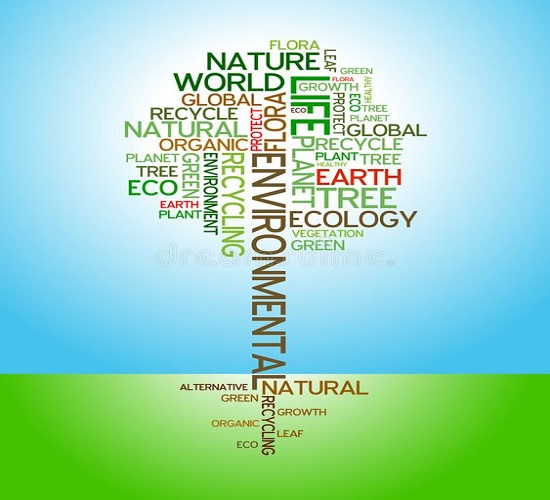 FLORA
NATURE
LEAF
GREEN
WORLD
LIFE
FLORA
GROWTH
HEALTHY
GLOBAL
FLORA
ECO
PROTECT
ECO
TREE
RECYCLE
PROTECT
PLANET
NATURAL
GLOBAL
ORGANIC
PLANET
RECYCLE
PLANET
GREEN
ENVIRONMENT
RECYCLING
ENVIRONMENTAL
PLANT
TREE
TREE
HEALTHY
ECO
EARTH
EARTH
TREE
PLANT
ECOLOGY
VEGETATION
GREEN
dreamstime.
ALTERNATIVE
NATURAL
GREEN
RECYCLING
GROWTH
ORGANIC
LEAF
ECO